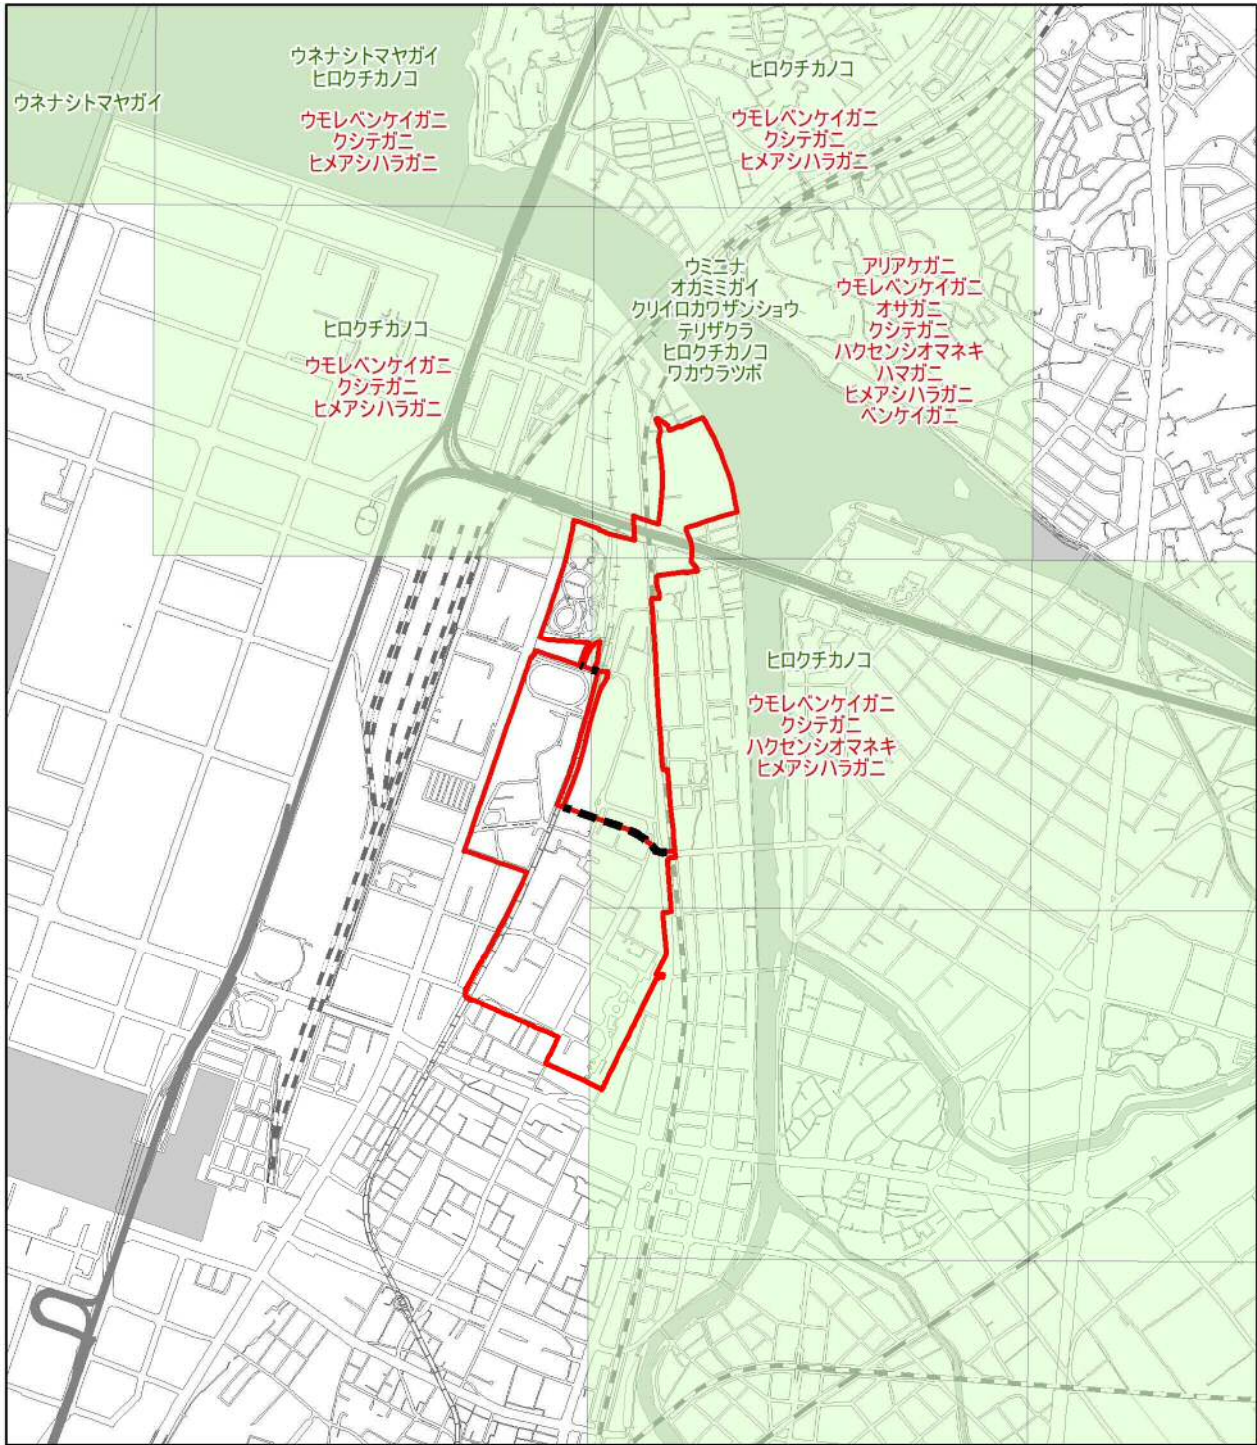 ウネナシトマヤガイ
ウネナシトマヤガイ
ヒロクチカノコ
ウモレベンケイガニ
クシテガニ
ヒメアシハラガニ
ヒロクチカノコ
ウモレベンケイガニ
クシテガニ
ヒメアシハラガニ
ヒロクチカノコ
ウモレベンケイガニ
クシテガニ
ヒメアシハラガニ
ウミニナ
オカミミガイ
クリイロカワザンショウ
テリザクラ
ヒロクチカノコ
ワカウラツボ
アリアケガニ
ウモレベンケイガニ
オサガニ
クシテガニ
ハクセンシオマネキ
ハマガニ
ヒメアシハラガニ
ベンケイガニ
ヒロクチカノコ
ウモレベンケイガニ
クシテガニ
ハクセンシオマネキ
ヒメアシハラガニ